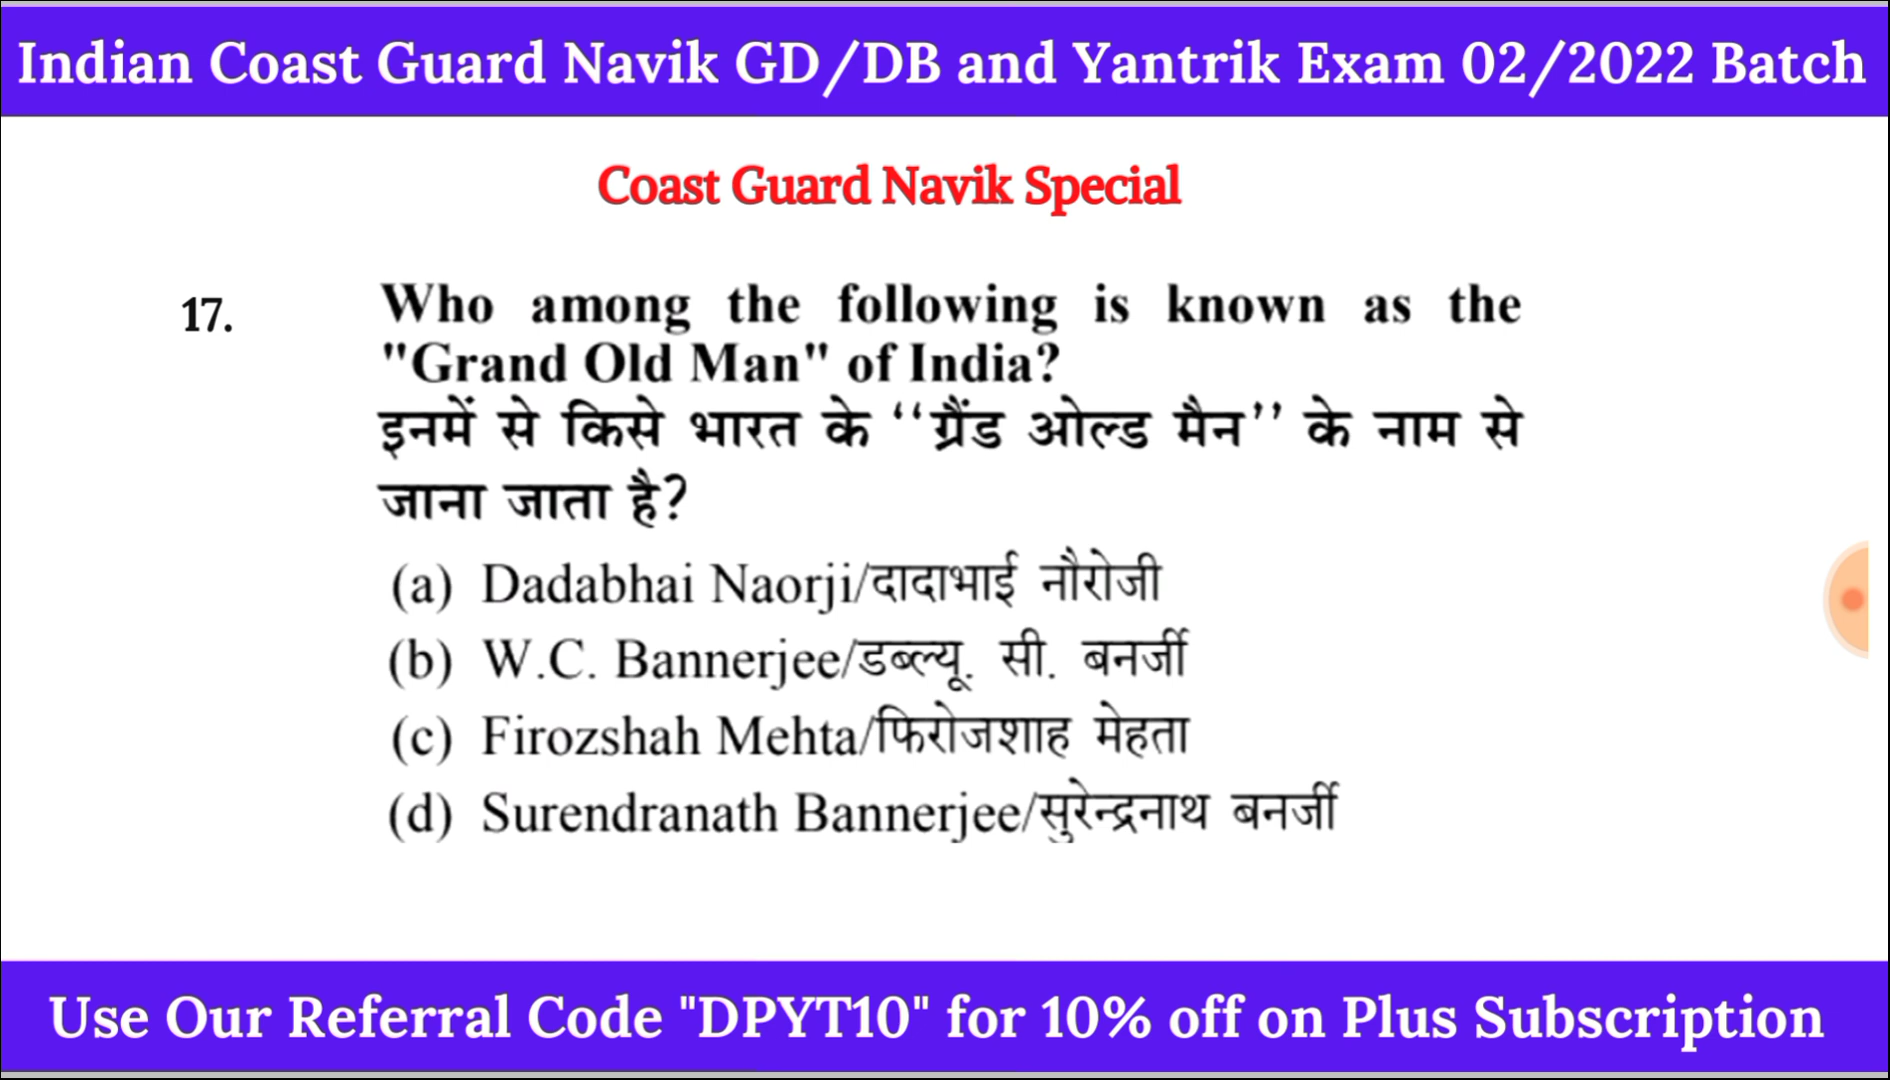 Indian Coast Guard Navik GD/DB and Yantrik Exam 02/2022 Batch
Coast Guard Navik Special
17. Who among the following is known as the
"Grand Old Man" of India?
इनमें से किसे भारत के ‘‘ग्रैंड ओल्ड मैन’’ के नाम से
जाना जाता है?
(a) Dadabhai Naorji/दादाभाई नौरोजी
(b) W.C. Bannerjee/डब्ल्यू. सी. बनर्जी
(c) Firozshah Mehta/फिरोजशाह मेहता
(d) Surendranath Bannerjee/सुरेन्द्रनाथ बनर्जी
Use Our Referral Code "DPYT10" for 10% off on Plus Subscription